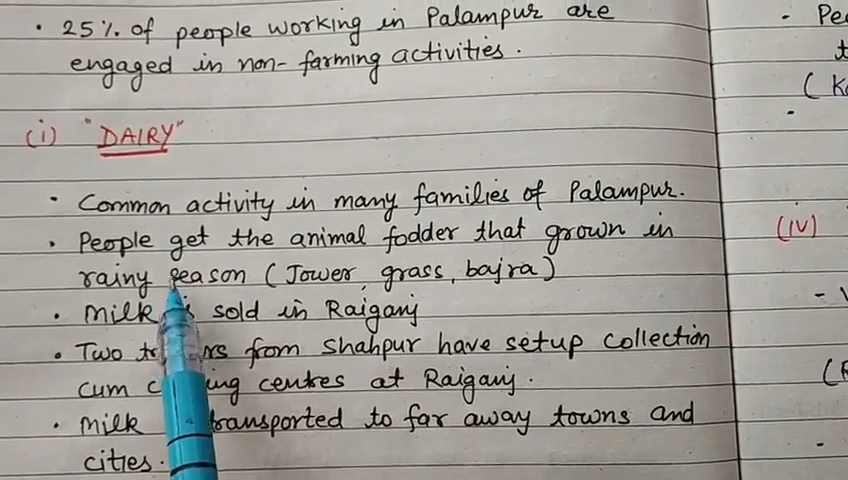 • 25% of people working in Palampur are
engaged in non-farming activities.
(i) "DAIRY"
• Common activity in many families of Palampur.
• People get the animal fodder that grown in
rainy season (Jower, grass, bajra)
• Milk is sold in Raiganj
• Two from Shahpur have setup collection
cum centres at Raiganj.
• Milk transported to far away towns and
cities.
(iv)